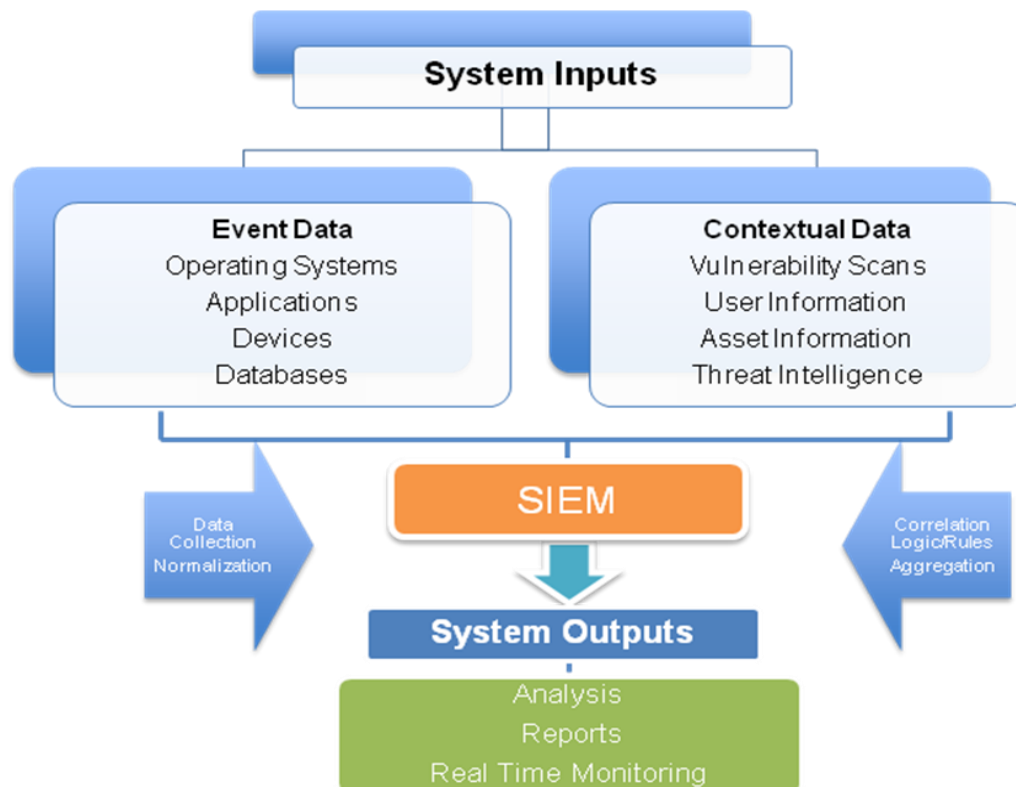 System Inputs
Event Data
Operating Systems
Applications
Devices
Databases
Contextual Data
Vulnerability Scans
User Information
Asset Information
Threat Intelligence
Data
Collection
Normalization
SIEM
Correlation
Logic/Rules
Aggregation
System Outputs
Analysis
Reports
Real Time Monitoring